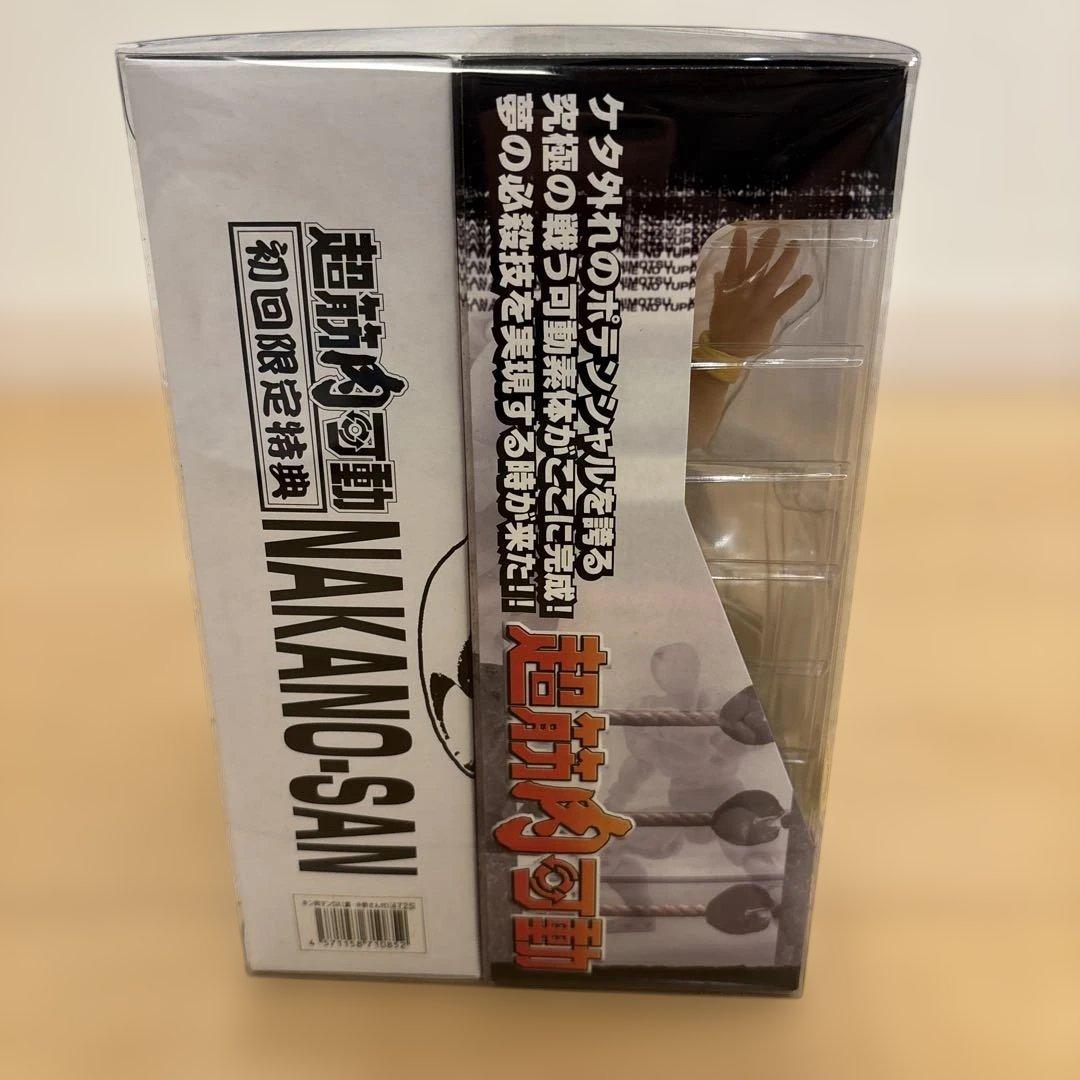 超筋肉可動
初回限定特典
NAKANO-SAN
4 571158 710852
ケタ外れのポテンシャルを誇る
究極の戦う可動素体がここに完成!
夢の必殺技を実現する時が来た!!
超筋肉可動